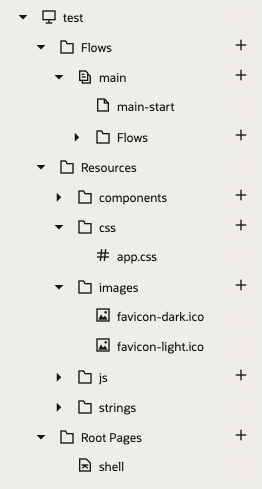 test
Flows
main
main-start
Flows
Resources
components
css
app.css
images
favicon-dark.ico
favicon-light.ico
js
strings
Root Pages
shell